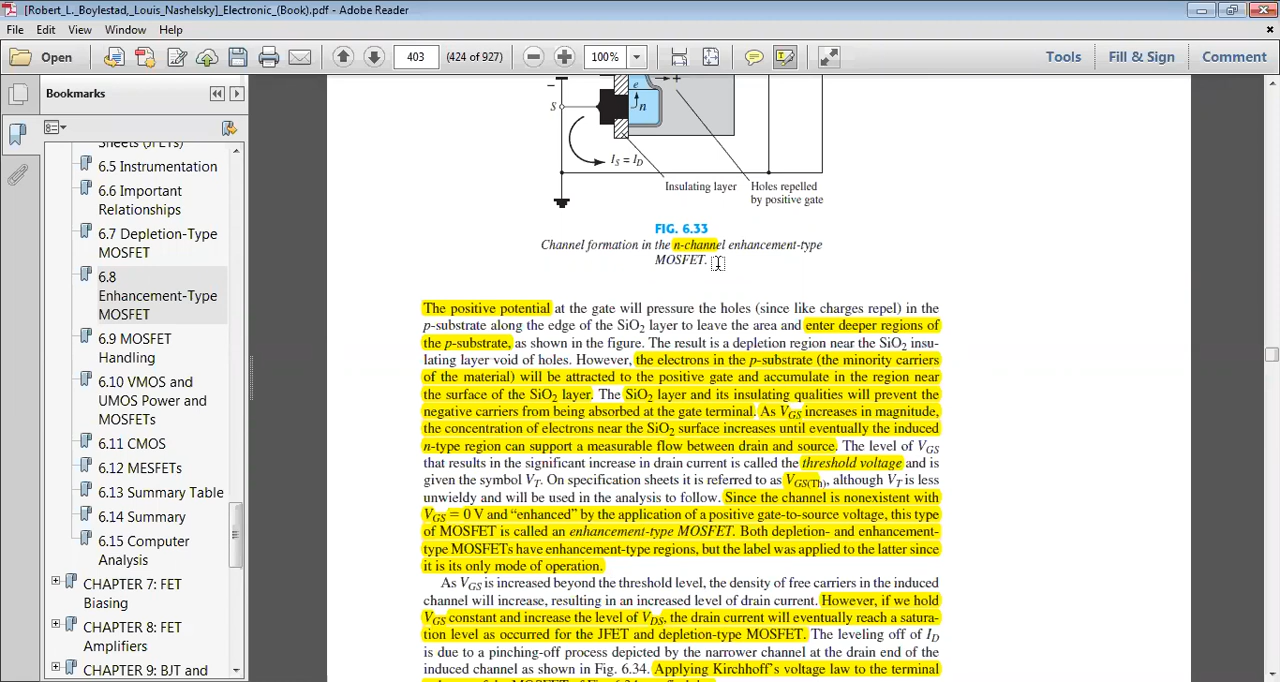 [Robert_L._Boylestad,_Louis_Nashelsky]_Electronic_(Book).pdf - Adobe Reader
File Edit View Window Help
Open 403 (424 of 927) 100% Tools Fill & Sign Comment
Bookmarks
Sheets (JFETs)
6.5 Instrumentation
6.6 Important
Relationships
6.7 Depletion-Type
MOSFET
6.8
Enhancement-Type
MOSFET
6.9 MOSFET
Handling
6.10 VMOS and
UMOS Power and
MOSFETs
6.11 CMOS
6.12 MESFETs
6.13 Summary Table
6.14 Summary
6.15 Computer
Analysis
CHAPTER 7: FET
Biasing
CHAPTER 8: FET
Amplifiers
CHAPTER 9: BJT and
e
+
−
S
n
IS = ID
Insulating layer
Holes repelled
by positive gate
FIG. 6.33
Channel formation in the n-channel enhancement-type
MOSFET.
The positive potential at the gate will pressure the holes (since like charges repel) in the
p-substrate along the edge of the SiO2 layer to leave the area and enter deeper regions of
the p-substrate, as shown in the figure. The result is a depletion region near the SiO2 insu-
lating layer void of holes. However, the electrons in the p-substrate (the minority carriers
of the material) will be attracted to the positive gate and accumulate in the region near
the surface of the SiO2 layer. The SiO2 layer and its insulating qualities will prevent the
negative carriers from being absorbed at the gate terminal. As VGS increases in magnitude,
the concentration of electrons near the SiO2 surface increases until eventually the induced
n-type region can support a measurable flow between drain and source. The level of VGS
that results in the significant increase in drain current is called the threshold voltage and is
given the symbol VT. On specification sheets it is referred to as VGS(Th), although VT is less
unwieldy and will be used in the analysis to follow. Since the channel is nonexistent with
VGS = 0 V and “enhanced” by the application of a positive gate-to-source voltage, this type
of MOSFET is called an enhancement-type MOSFET. Both depletion- and enhancement-
type MOSFETs have enhancement-type regions, but the label was applied to the latter since
it is its only mode of operation.
As VGS is increased beyond the threshold level, the density of free carriers in the induced
channel will increase, resulting in an increased level of drain current. However, if we hold
VGS constant and increase the level of VDS, the drain current will eventually reach a satura-
tion level as occurred for the JFET and depletion-type MOSFET. The leveling off of ID
is due to a pinching-off process depicted by the narrower channel at the drain end of the
induced channel as shown in Fig. 6.34. Applying Kirchhoff’s voltage law to the terminal